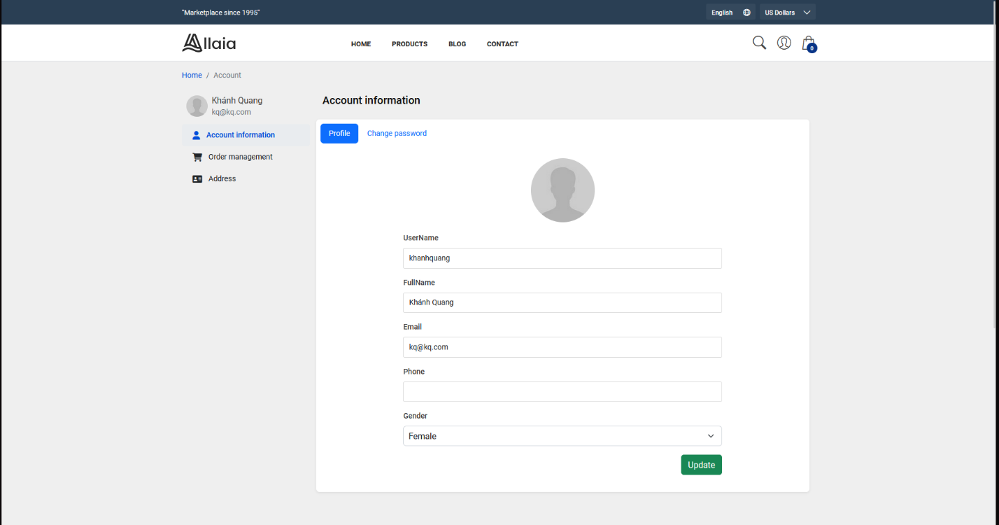 "Marketplace since 1995"
English
US Dollars
Allaia
HOME
PRODUCTS
BLOG
CONTACT
0
Home / Account
Khánh Quang
kq@kq.com
Account information
Order management
Address
Account information
Profile
Change password
UserName
khanhquang
FullName
Khánh Quang
Email
kq@kq.com
Phone
Gender
Female
Update